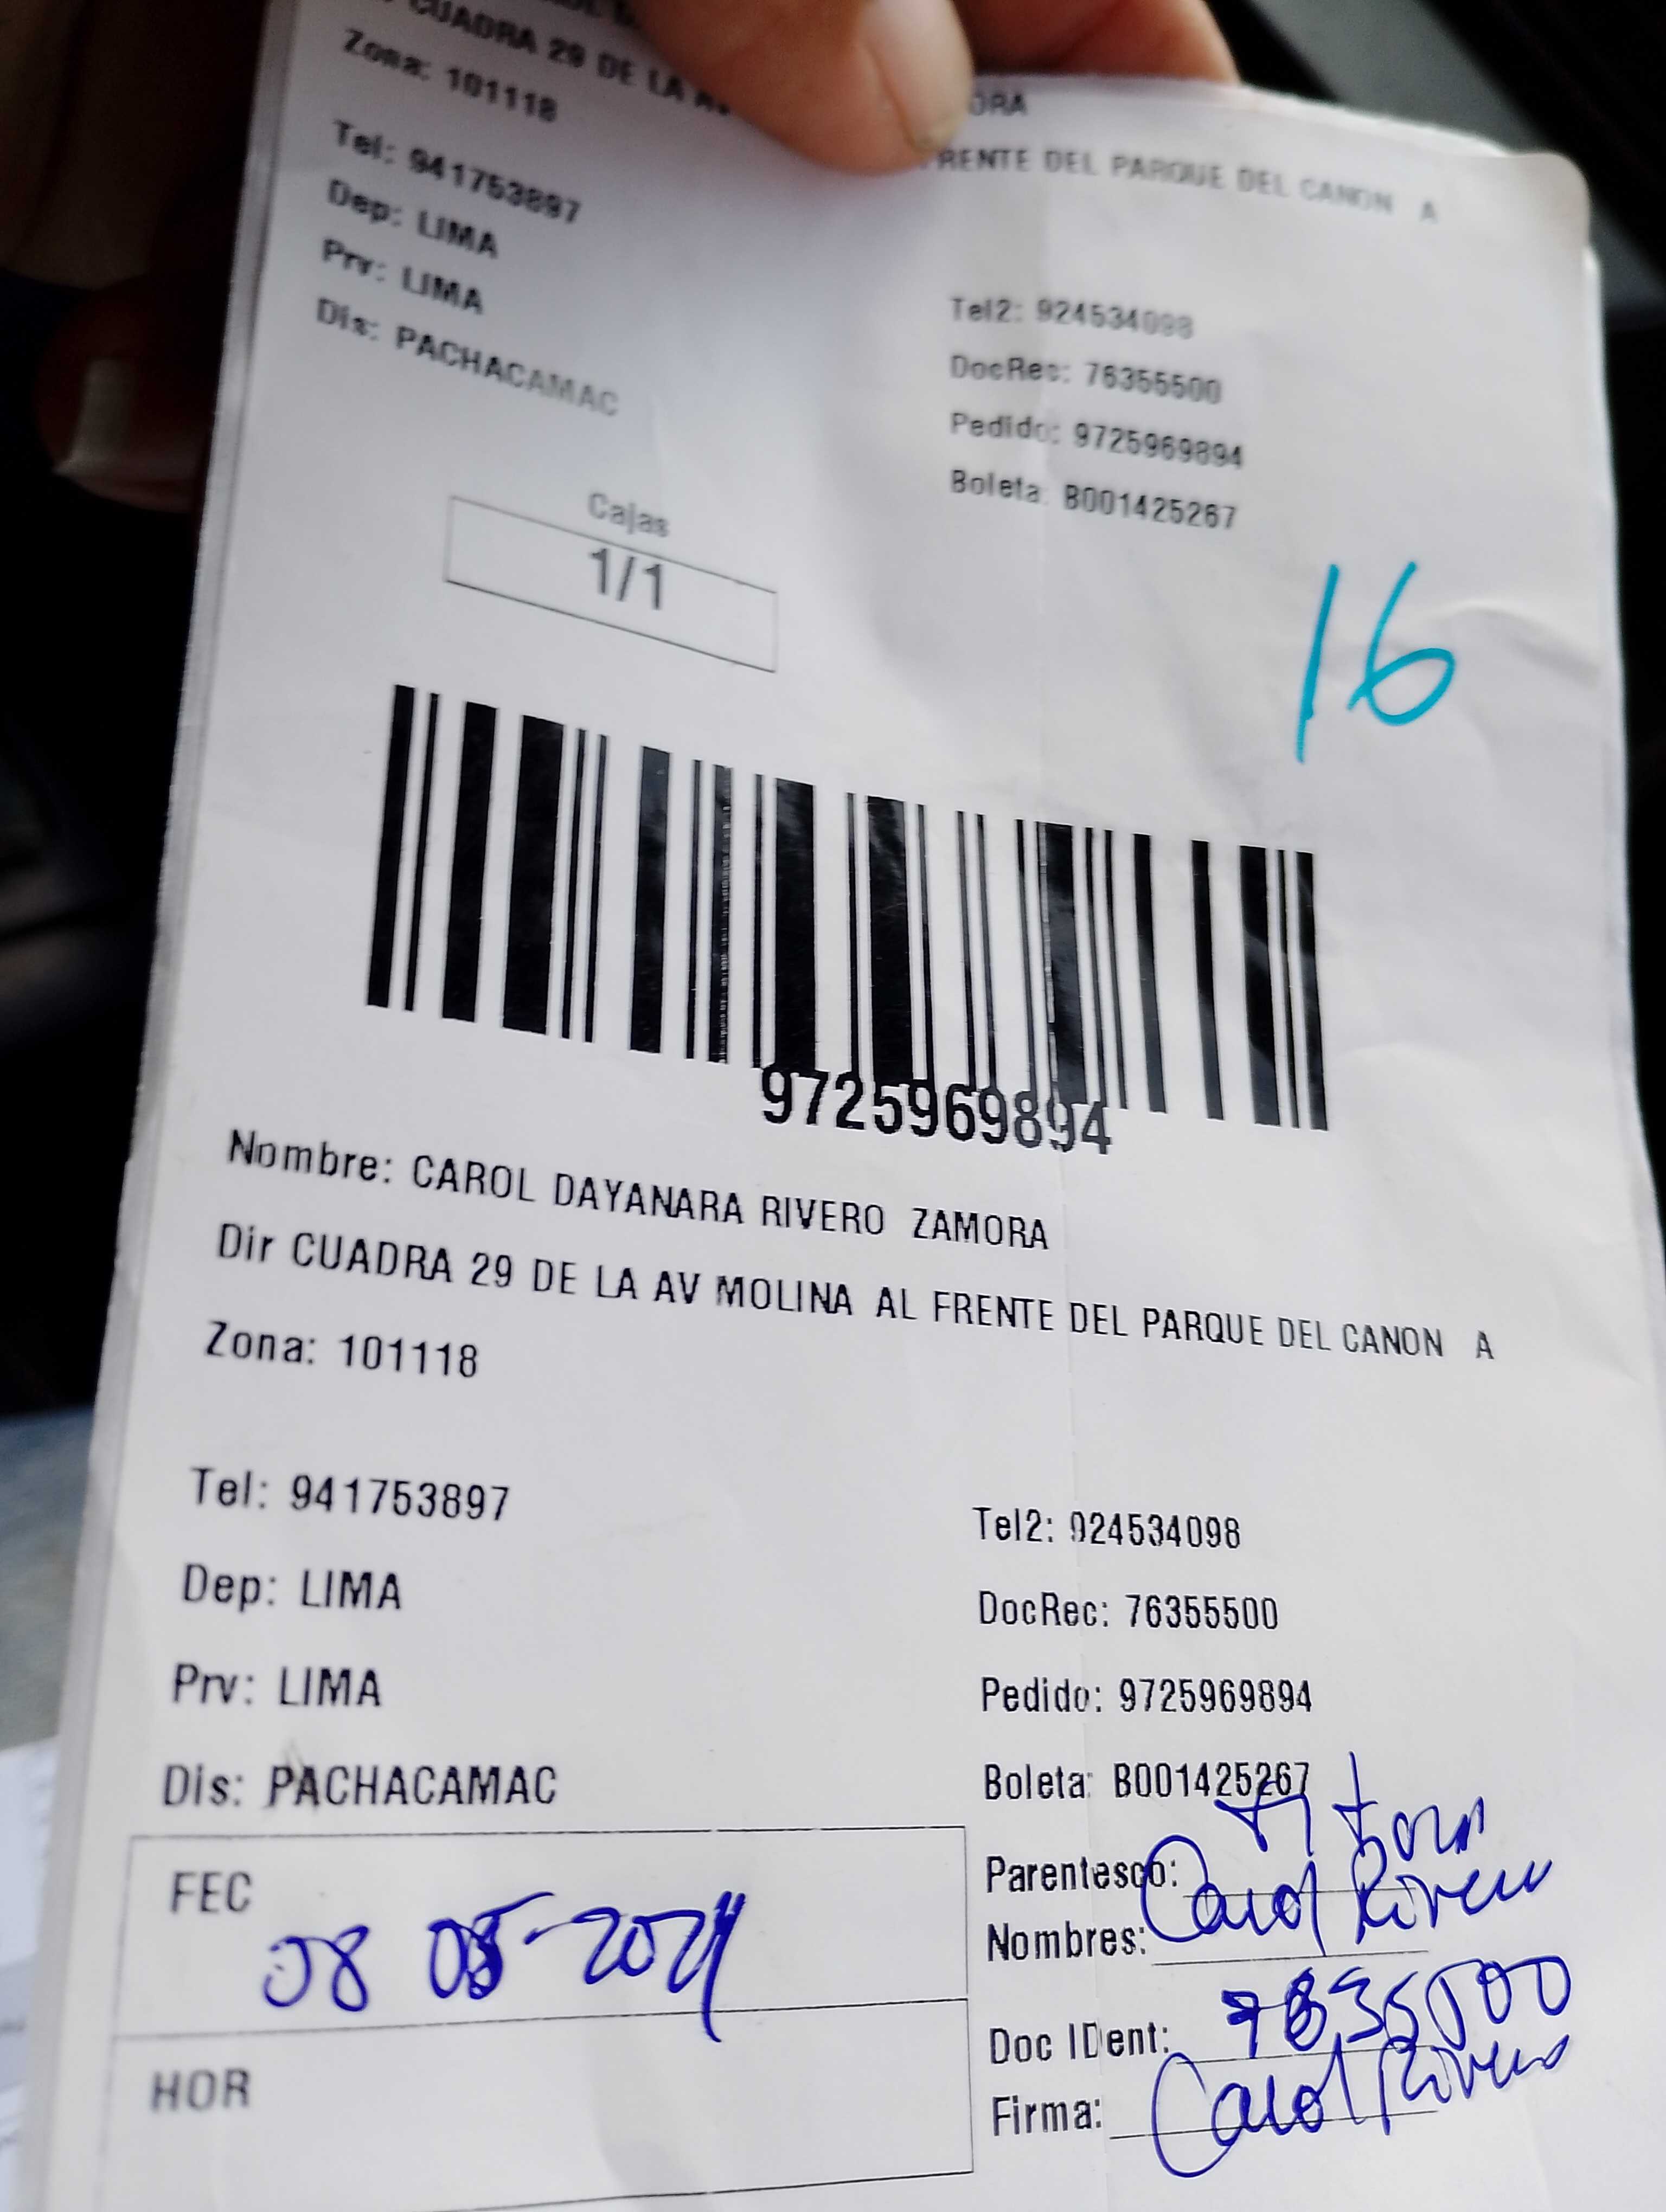 CUADRA 29 DE LA AV FRENTE DEL PARQUE DEL CANON A
Zona: 101118
Tel: 941753897
Tel2: 924534098
Dep: LIMA
DocRec: 76355500
Prv: LIMA
Pedido: 9725969894
Dis: PACHACAMAC
Boleta: B001425267
Cajas
1/1
16
9725969894
Nombre: CAROL DAYANARA RIVERO ZAMORA
Dir CUADRA 29 DE LA AV MOLINA AL FRENTE DEL PARQUE DEL CANON A
Zona: 101118
Tel: 941753897
Tel2: 924534098
Dep: LIMA
DocRec: 76355500
Prv: LIMA
Pedido: 9725969894
Dis: PACHACAMAC
Boleta: B001425267
FEC
08 05-2021
HOR
Parentesco:
Nombres: Carol Rivero
Doc IDent:
Firma: Carol Rivero